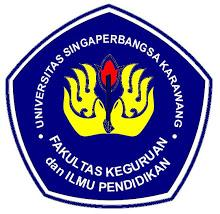 • UNIVERSITAS SINGAPERBANGSA KARAWANG •
FAKULTAS KEGURUAN
dan ILMU PENDIDIKAN